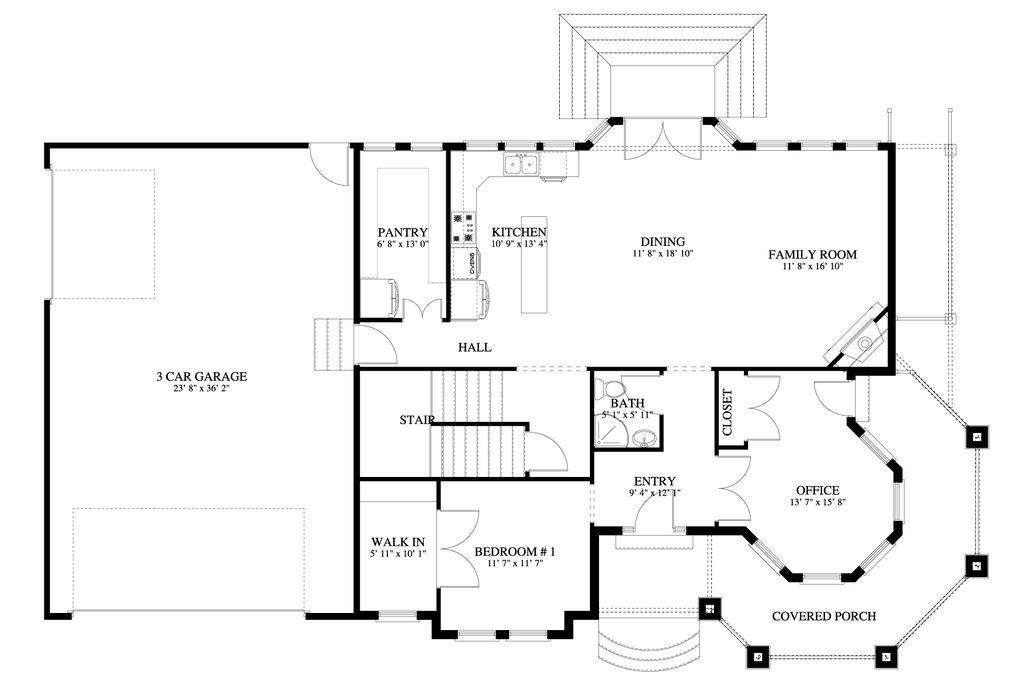 PANTRY
6' 8" x 13' 0"
KITCHEN
10' 9" x 13' 4"
DINING
11' 8" x 18' 10"
FAMILY ROOM
11' 8" x 16' 10"
OVENS
HALL
3 CAR GARAGE
23' 8" x 36' 2"
STAIR
BATH
5' 1" x 5' 11"
CLOSET
ENTRY
9' 4" x 12' 1"
OFFICE
13' 7" x 15' 8"
WALK IN
5' 11" x 10' 1"
BEDROOM # 1
11' 7" x 11' 7"
COVERED PORCH